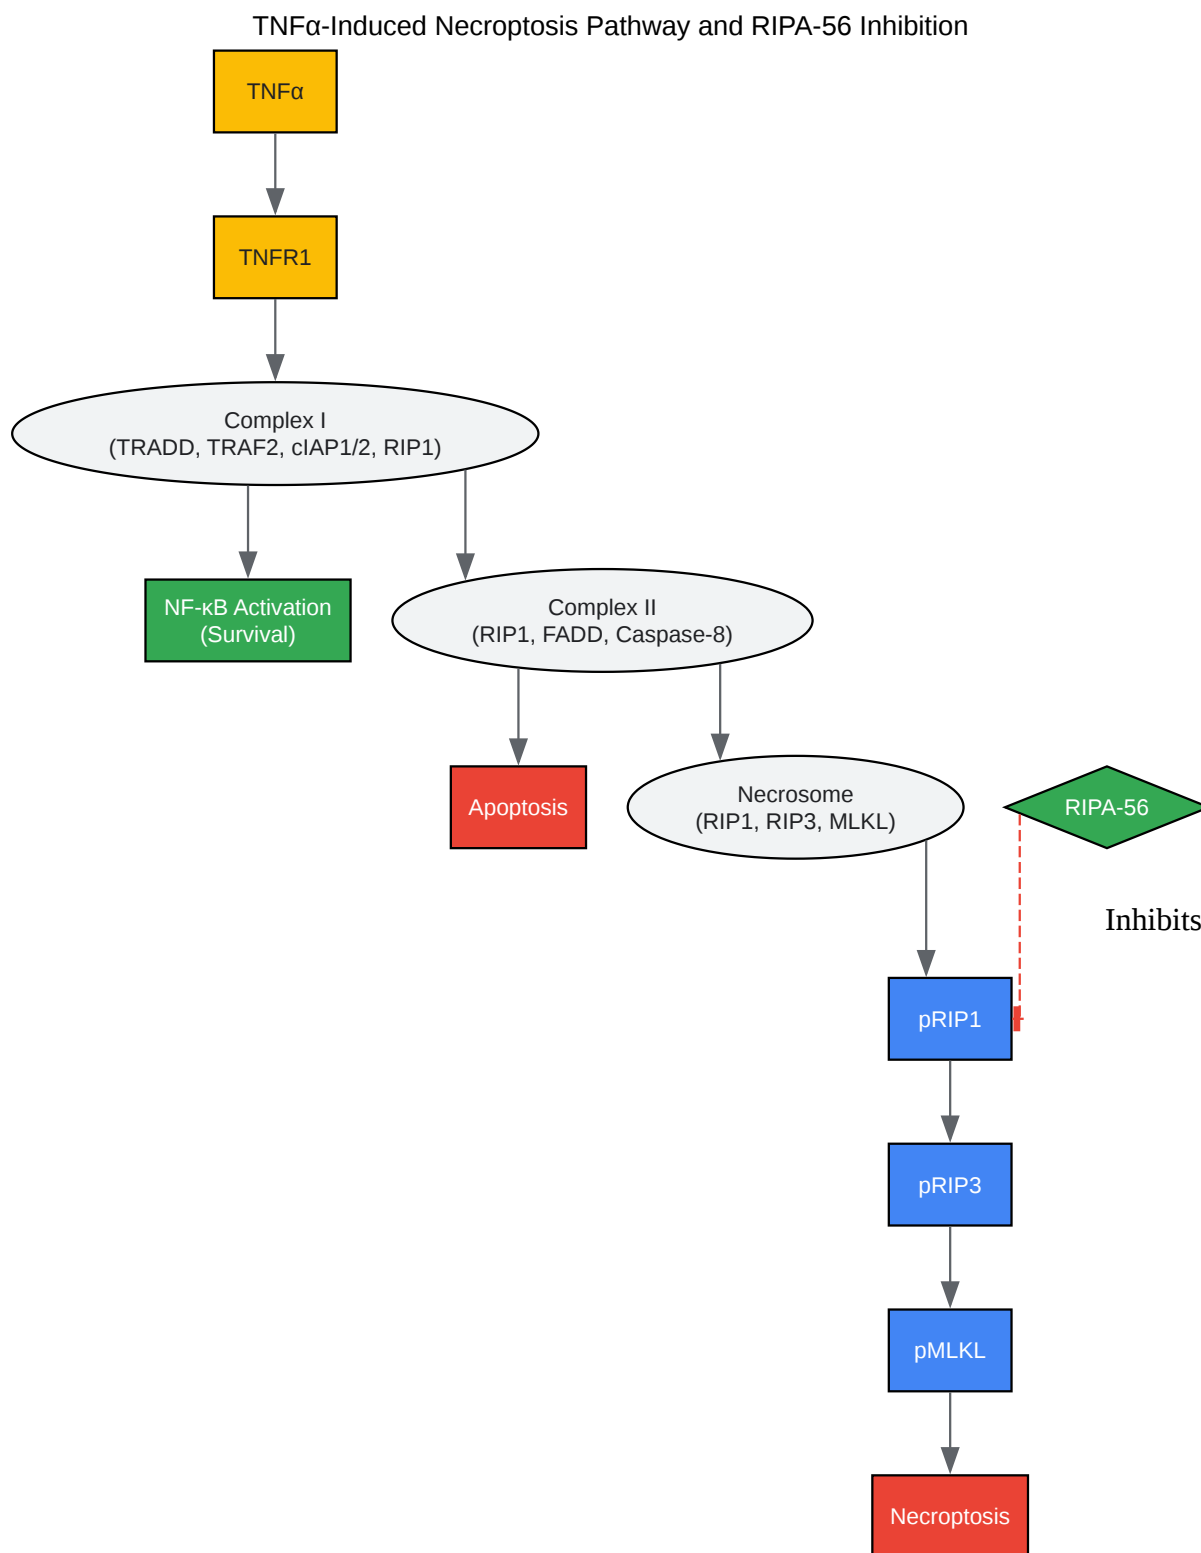 TNFα-Induced Necroptosis Pathway and RIPA-56 Inhibition
TNFα
TNFR1
Complex I
(TRADD, TRAF2, cIAP1/2, RIP1)
NF-κB Activation
(Survival)
Complex II
(RIP1, FADD, Caspase-8)
Apoptosis
Necrosome
(RIP1, RIP3, MLKL)
RIPA-56
Inhibits
pRIP1
pRIP3
pMLKL
Necroptosis